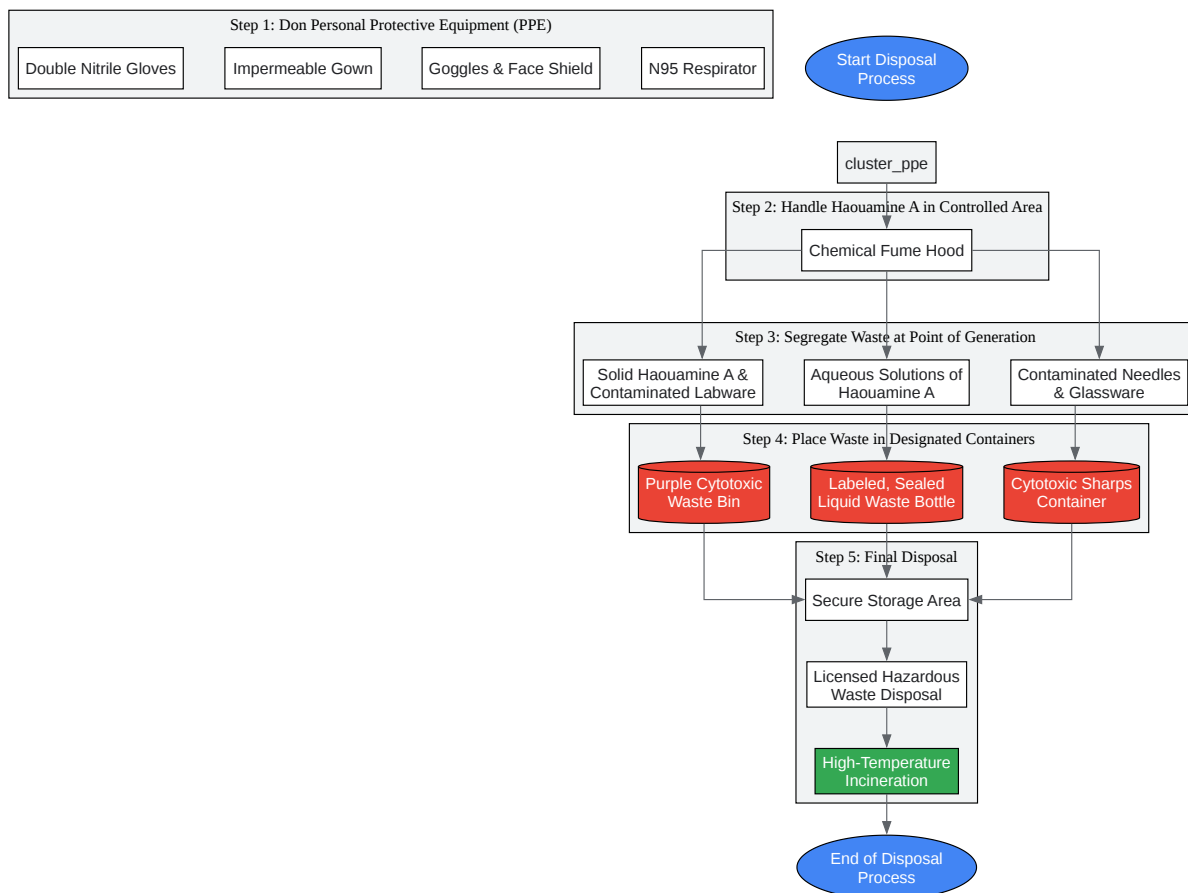 Step 1: Don Personal Protective Equipment (PPE)
Double Nitrile Gloves
Impermeable Gown
Goggles & Face Shield
N95 Respirator
Start Disposal
Process
cluster_ppe
Step 2: Handle Haouamine A in Controlled Area
Chemical Fume Hood
Step 3: Segregate Waste at Point of Generation
Solid Haouamine A &
Contaminated Labware
Aqueous Solutions of
Haouamine A
Contaminated Needles
& Glassware
Step 4: Place Waste in Designated Containers
Purple Cytotoxic
Waste Bin
Labeled, Sealed
Liquid Waste Bottle
Cytotoxic Sharps
Container
Step 5: Final Disposal
Secure Storage Area
Licensed Hazardous
Waste Disposal
High-Temperature
Incineration
End of Disposal
Process